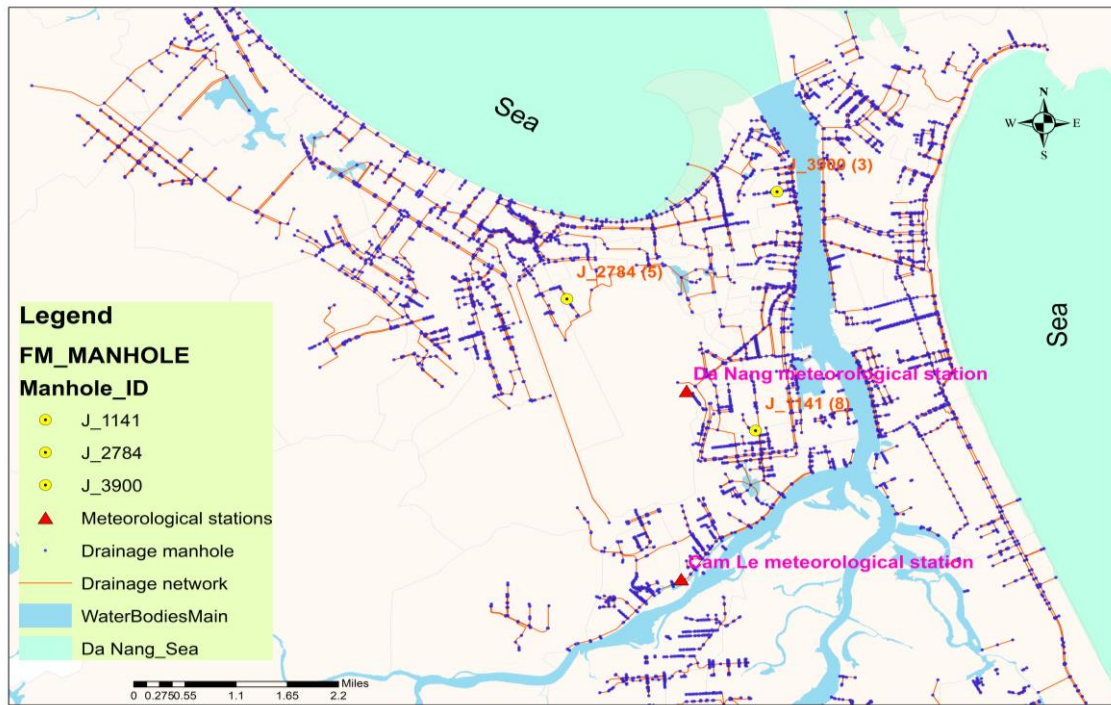 Sea
N
W E
S
J_3900 (3)
J_2784 (5)
Sea
Da Nang meteorological station
J_1141 (8)
Cam Le meteorological station
Legend
FM_MANHOLE
Manhole_ID
J_1141
J_2784
J_3900
Meteorological stations
Drainage manhole
Drainage network
WaterBodiesMain
Da Nang_Sea
Miles
0 0.2750.55 1.1 1.65 2.2